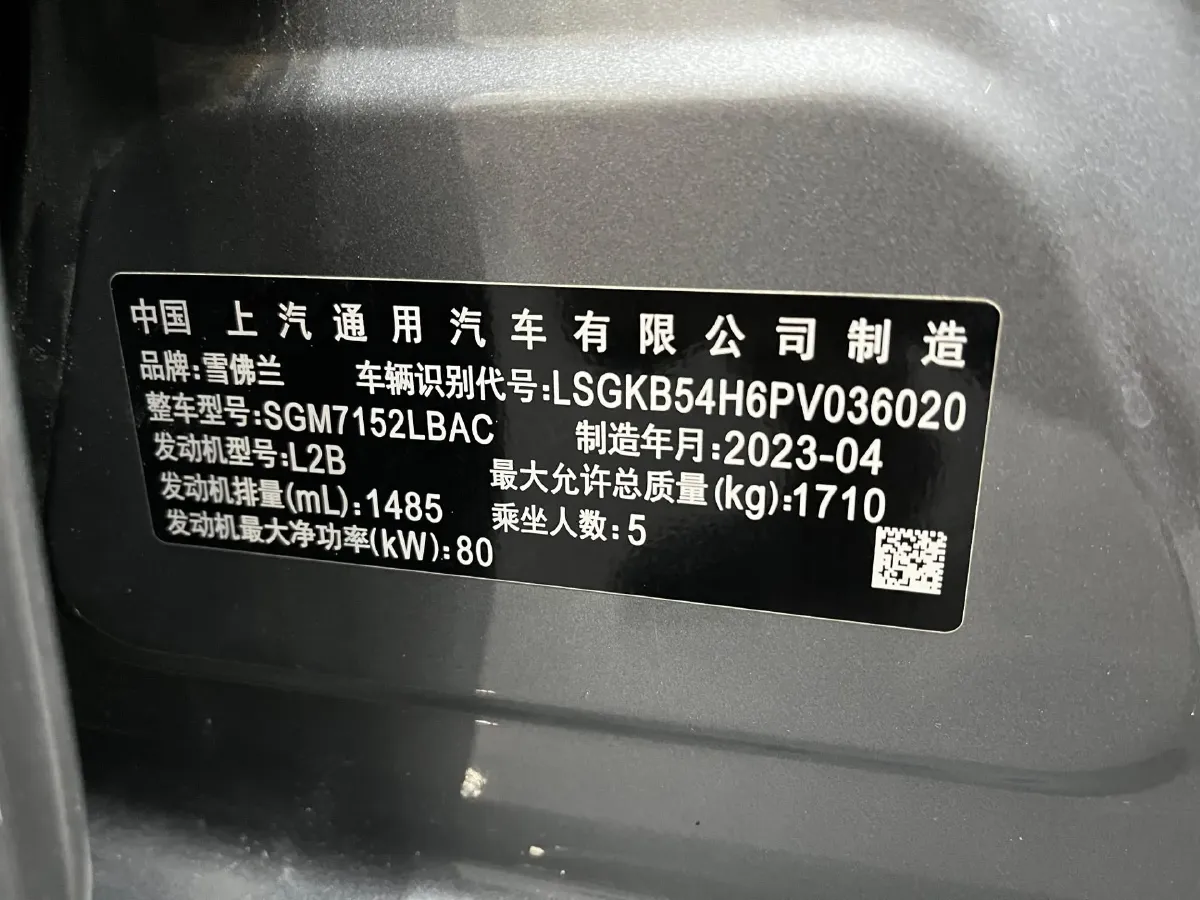 中国 上汽通用汽车有限公司制造
品牌:雪佛兰 车辆识别代号:LSGKB54H6PV036020
整车型号:SGM7152LBAC 制造年月:2023-04
发动机型号:L2B 最大允许总质量(kg):1710
发动机排量(mL):1485 乘坐人数:5
发动机最大净功率(kW):80